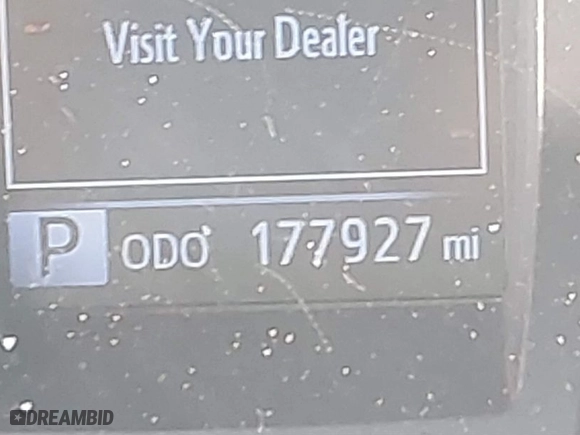 Visit Your Dealer
P ODO 177927 mi
DREAMBID